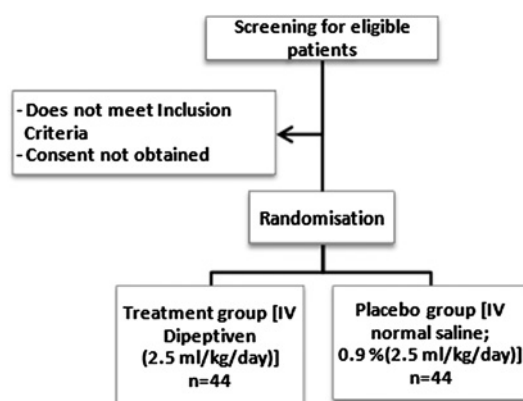 Screening for eligible
patients
- Does not meet Inclusion
Criteria
- Consent not obtained
Randomisation
Treatment group [IV
Dipeptiven
(2.5 ml/kg/day)]
n=44
Placebo group [IV
normal saline;
0.9 %(2.5 ml/kg/day)]
n=44